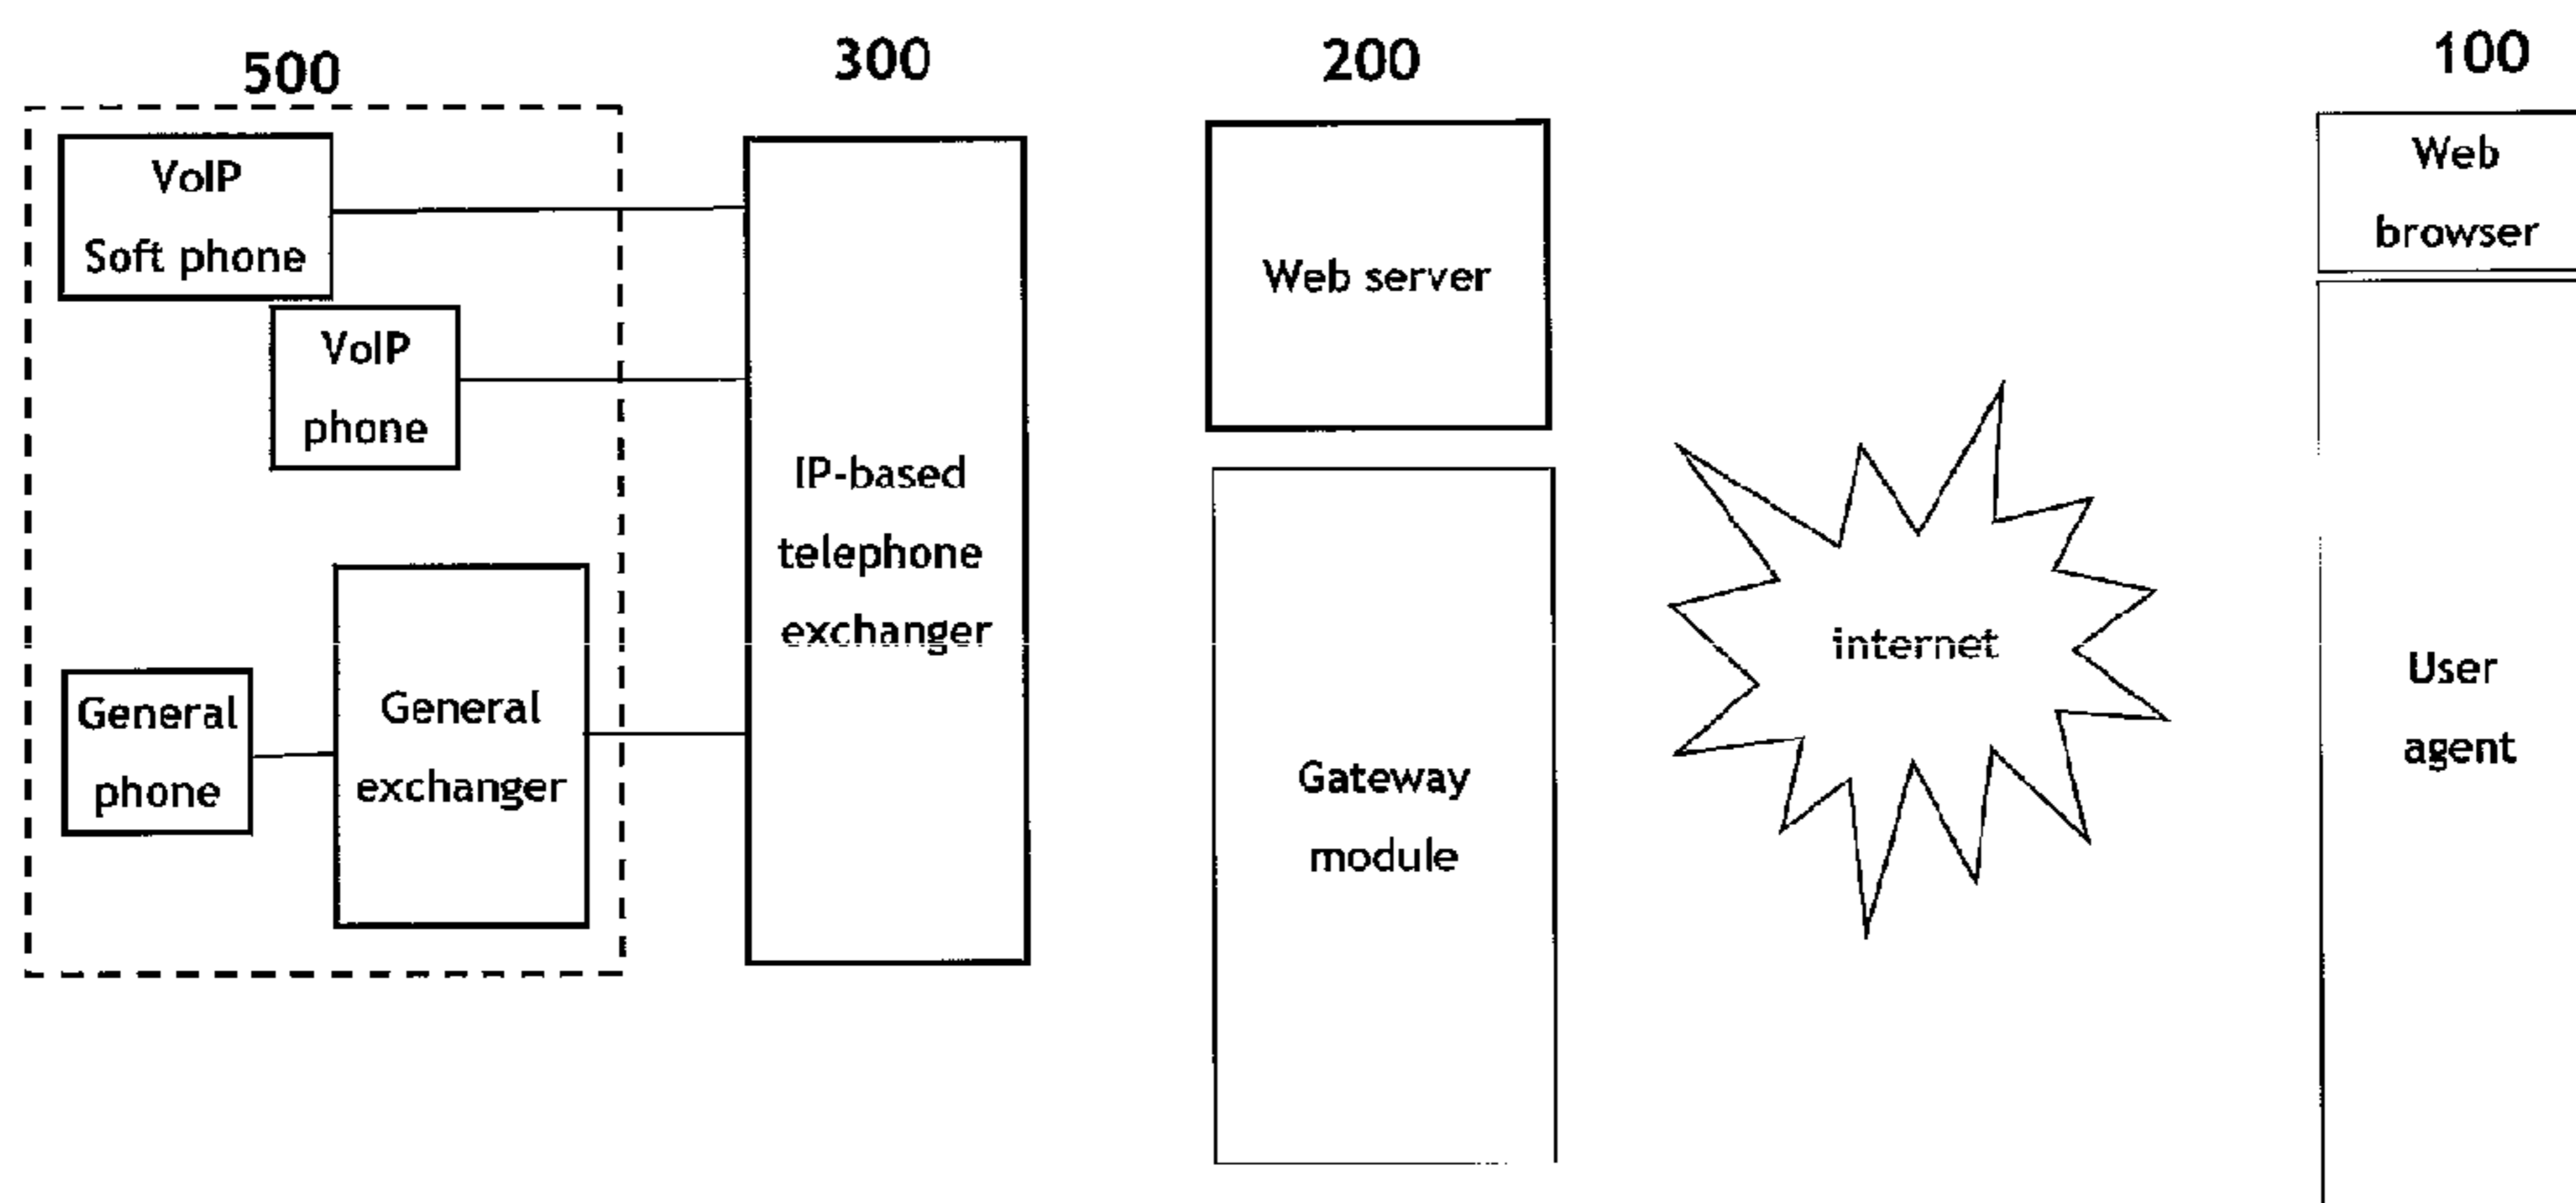 500
300
200
100
VoIP
Soft phone
VoIP
phone
General
phone
General
exchanger
IP-based
telephone
exchanger
Web server
Gateway
module
internet
Web
browser
User
agent